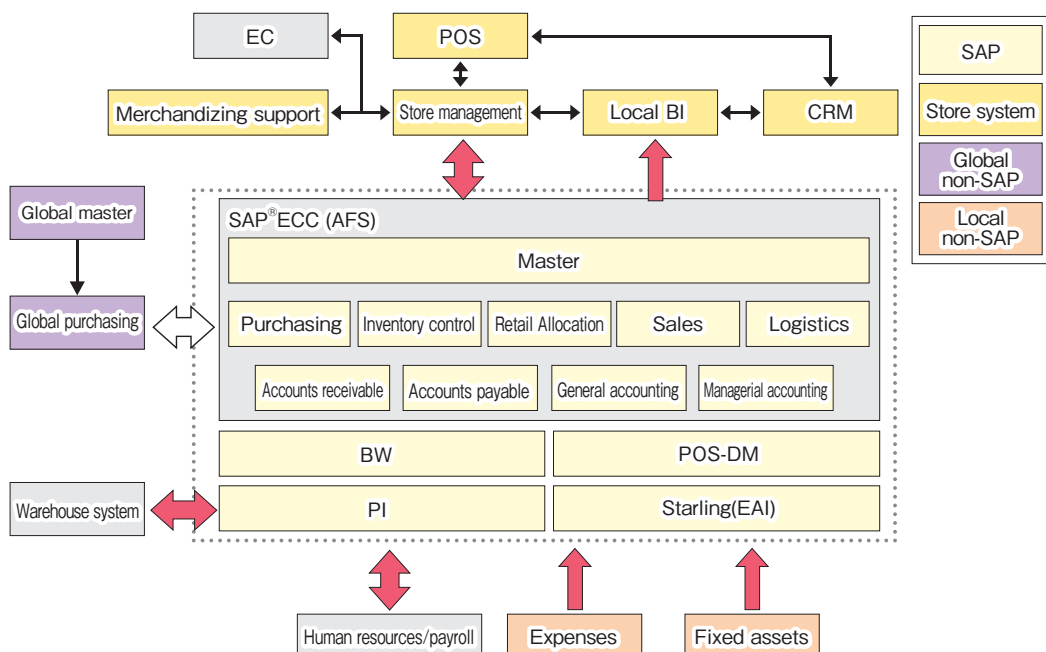 EC
POS
SAP
Merchandizing support
Store management
Local BI
CRM
Store system
Global
non-SAP
Local
non-SAP
Global master
Global purchasing
SAP®ECC (AFS)
Master
Purchasing
Inventory control
Retail Allocation
Sales
Logistics
Accounts receivable
Accounts payable
General accounting
Managerial accounting
BW
POS-DM
Warehouse system
PI
Starling(EAI)
Human resources/payroll
Expenses
Fixed assets